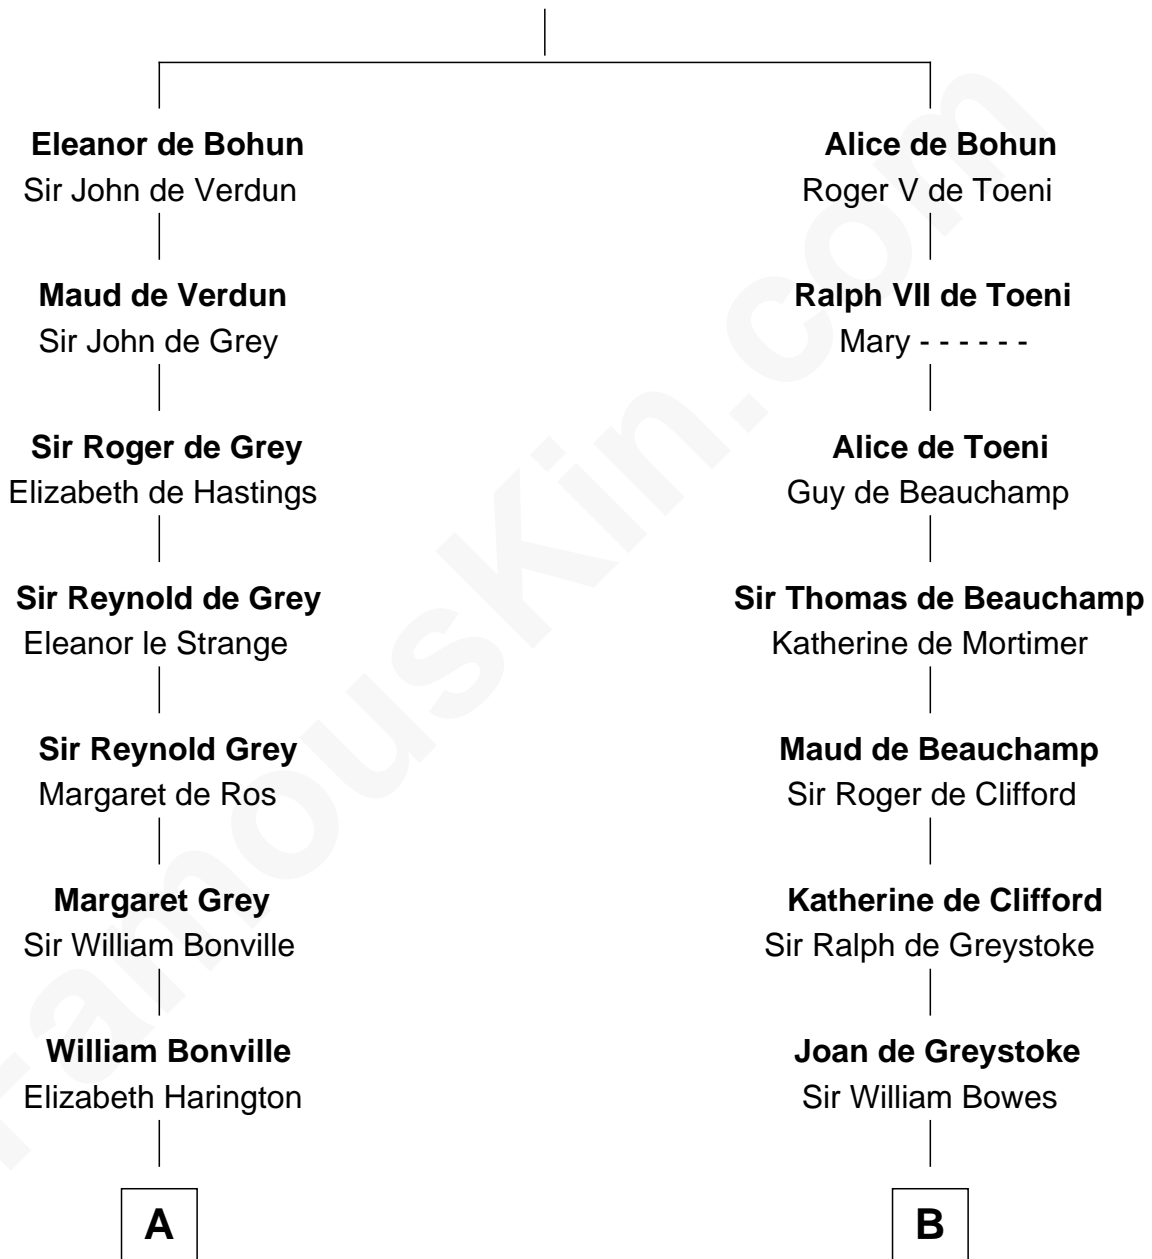 Eleanor de Bohun
Sir John de Verdun
Maud de Verdun
Sir John de Grey
Sir Roger de Grey
Elizabeth de Hastings
Sir Reynold de Grey
Eleanor le Strange
Sir Reynold Grey
Margaret de Ros
Margaret Grey
Sir William Bonville
William Bonville
Elizabeth Harington
A
Alice de Bohun
Roger V de Toeni
Ralph VII de Toeni
Mary - - - - - -
Alice de Toeni
Guy de Beauchamp
Sir Thomas de Beauchamp
Katherine de Mortimer
Maud de Beauchamp
Sir Roger de Clifford
Katherine de Clifford
Sir Ralph de Greystoke
Joan de Greystoke
Sir William Bowes
B
FamousKin.com